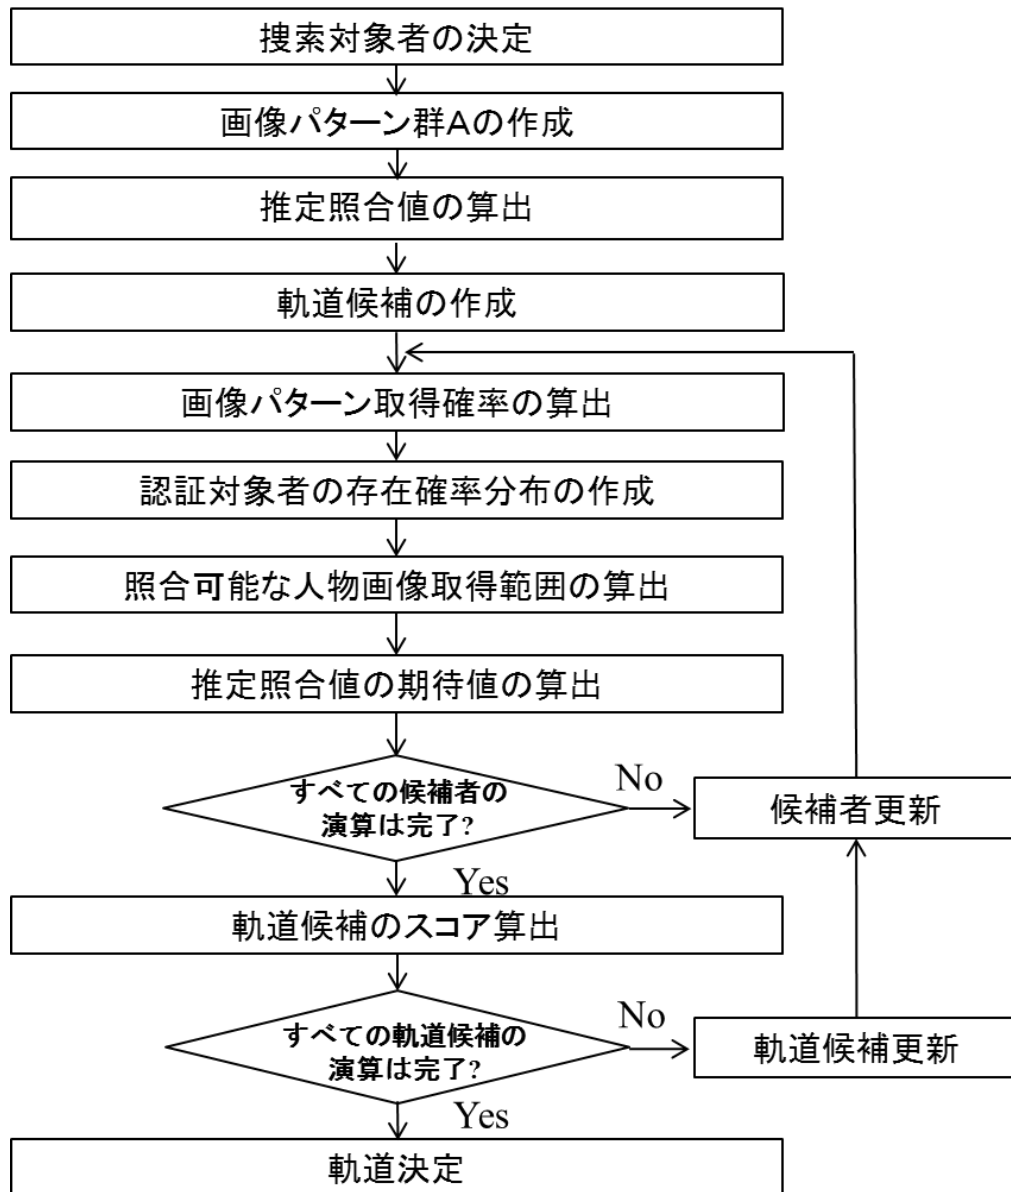 捜索対象者の決定
画像パターン群Aの作成
推定照合値の算出
軌道候補の作成
画像パターン取得確率の算出
認証対象者の存在確率分布の作成
照合可能な人物画像取得範囲の算出
推定照合値の期待値の算出
すべての候補者の
演算は完了?
No
候補者更新
Yes
軌道候補のスコア算出
すべての軌道候補の
演算は完了?
No
軌道候補更新
Yes
軌道決定